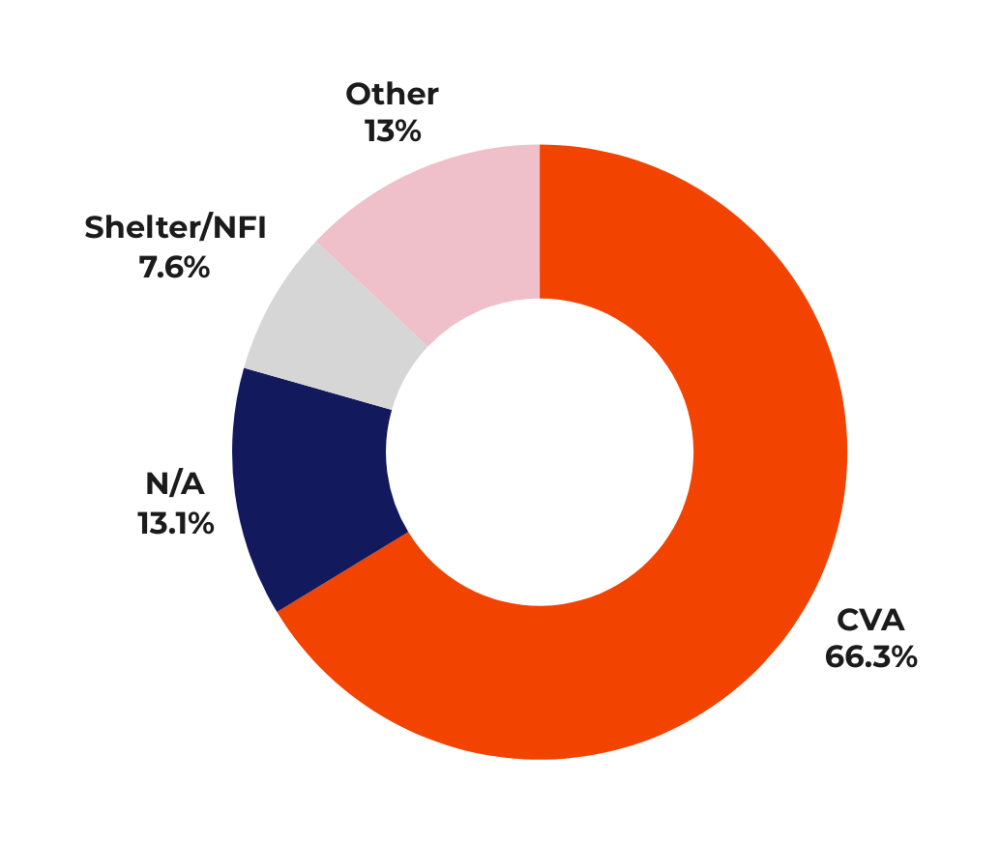 Other
13%
Shelter/NFI
7.6%
N/A
13.1%
CVA
66.3%